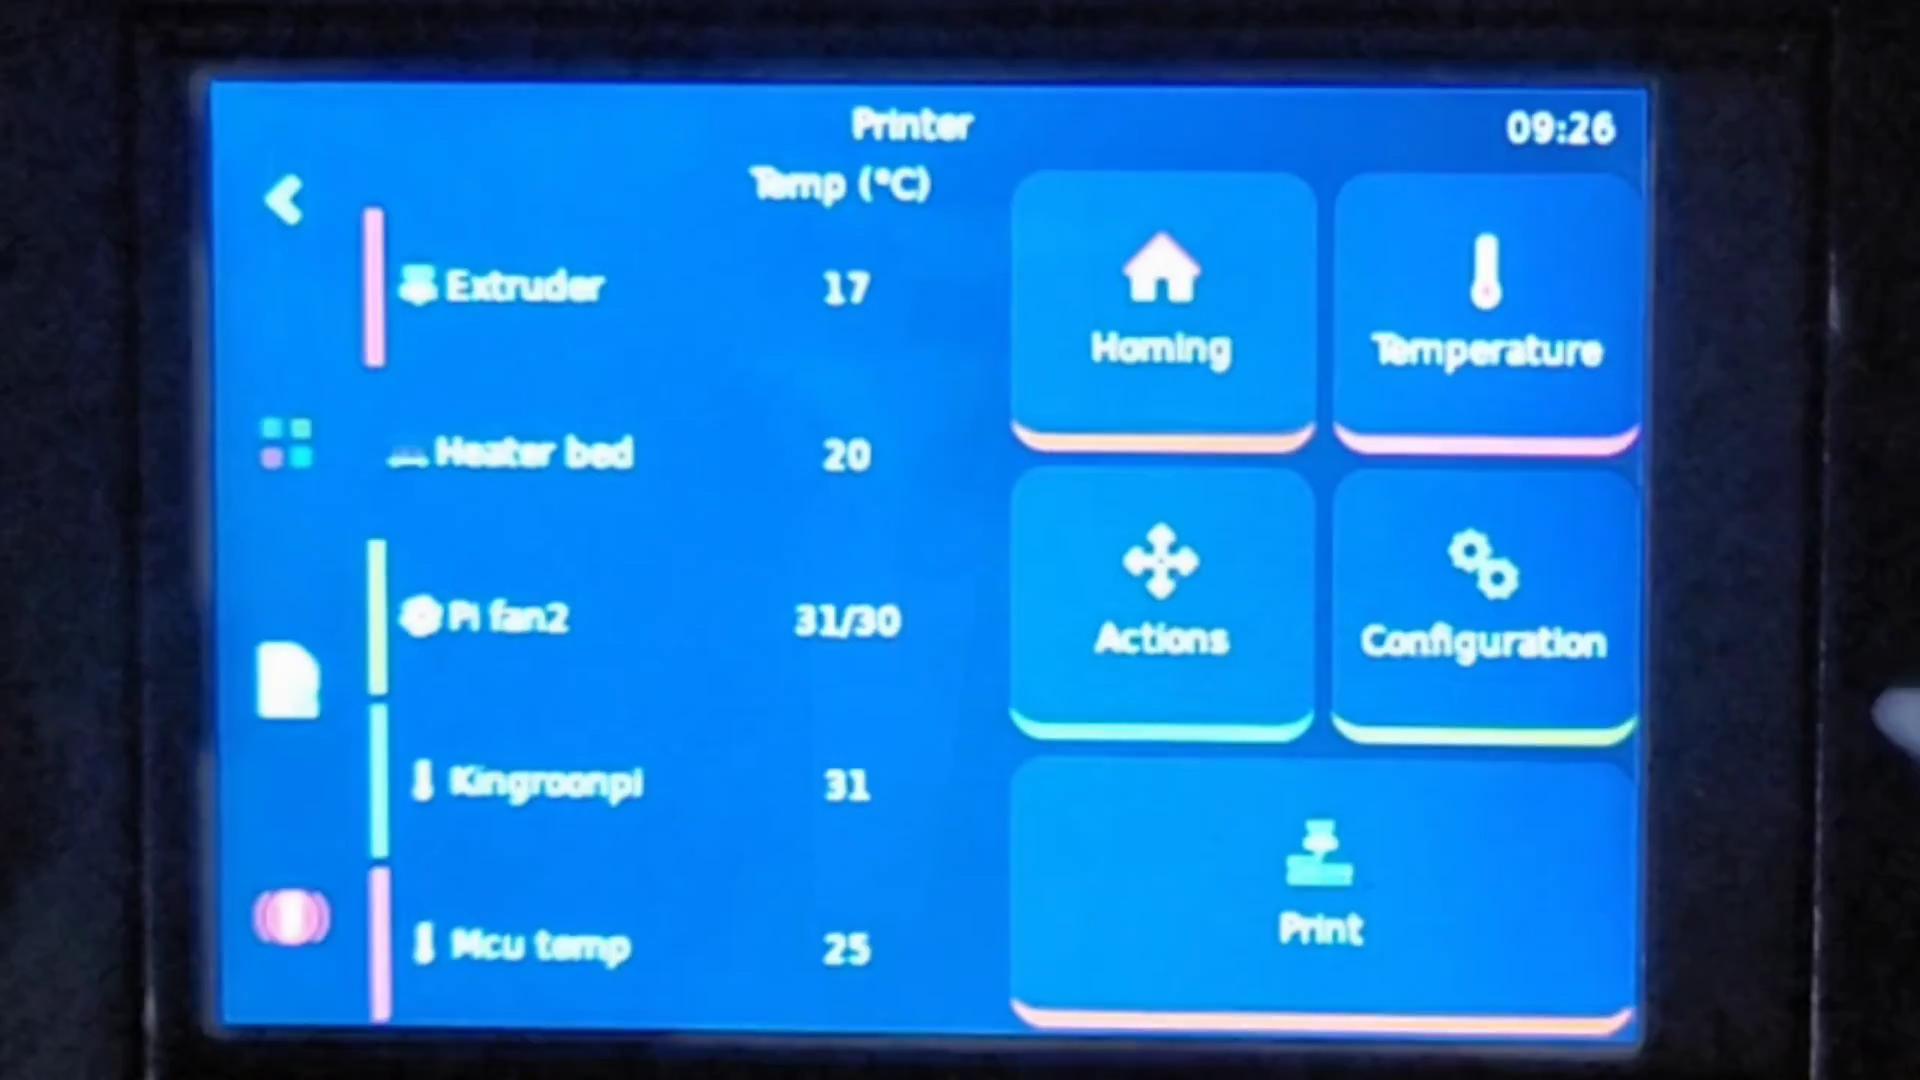 Printer
09:26
Temp (°C)
Extruder 17
Heater bed 20
Pi fan2 31/30
Kingroonpi 31
Mcu temp 25
Homing
Temperature
Actions
Configuration
Print